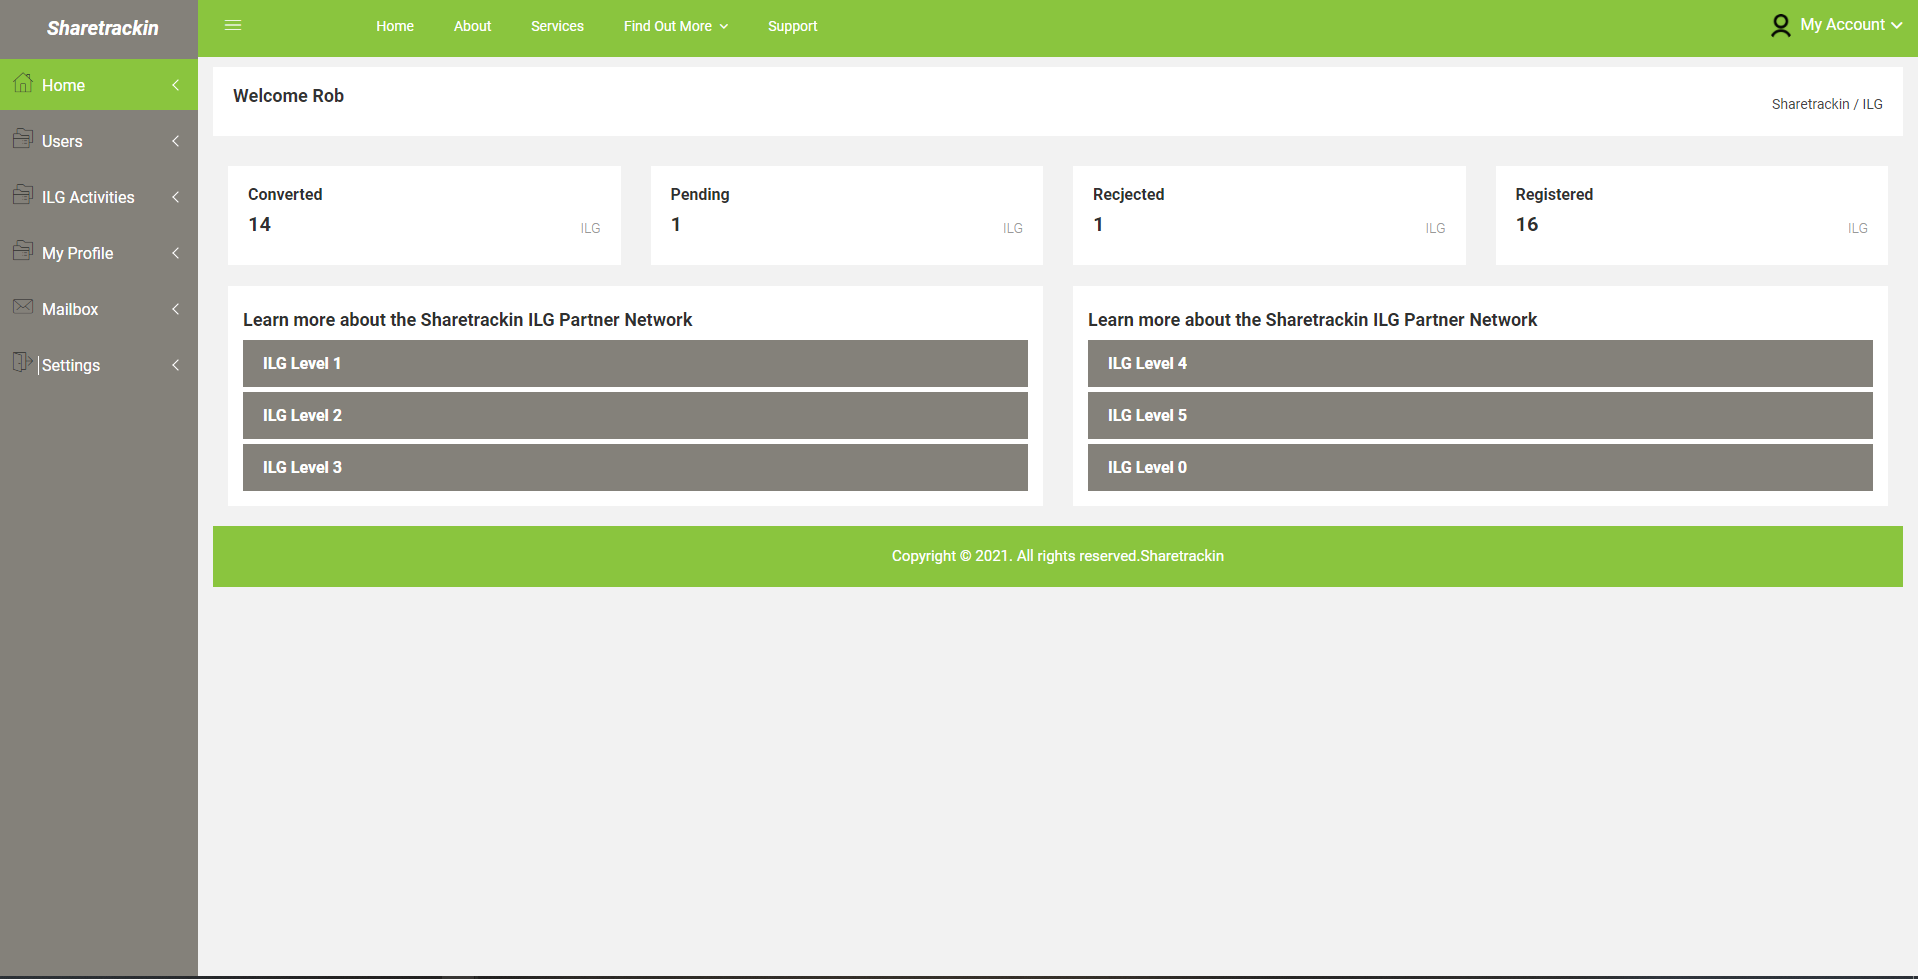 Sharetrackin
Home
About
Services
Find Out More
Support
My Account
Home
Users
ILG Activities
My Profile
Mailbox
Settings
Welcome Rob
Sharetrackin / ILG
Converted
14
ILG
Pending
1
ILG
Recjected
1
ILG
Registered
16
ILG
Learn more about the Sharetrackin ILG Partner Network
ILG Level 1
ILG Level 2
ILG Level 3
Learn more about the Sharetrackin ILG Partner Network
ILG Level 4
ILG Level 5
ILG Level 0
Copyright © 2021. All rights reserved.Sharetrackin